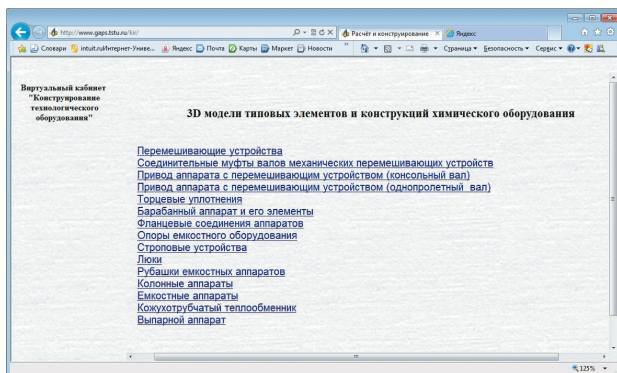 http://www.gaps.tstu.ru/kir/
Расчёт и конструирование
Яндекс
Словари
intuit.ruИнтернет-Униве...
Яндекс
Почта
Карты
Маркет
Новости
Страница
Безопасность
Сервис
Виртуальный кабинет
"Конструирование
технологического
оборудования"
3D модели типовых элементов и конструкций химического оборудования
Перемешивающие устройства
Соединительные муфты валов механических перемешивающих устройств
Привод аппарата с перемешивающим устройством (консольный вал)
Привод аппарата с перемешивающим устройством (однопролетный вал)
Торцевые уплотнения
Барабанный аппарат и его элементы
Фланцевые соединения аппаратов
Опоры емкостного оборудования
Строповые устройства
Люки
Рубашки емкостных аппаратов
Колонные аппараты
Емкостные аппараты
Кожухотрубчатый теплообменник
Выпарной аппарат
125%